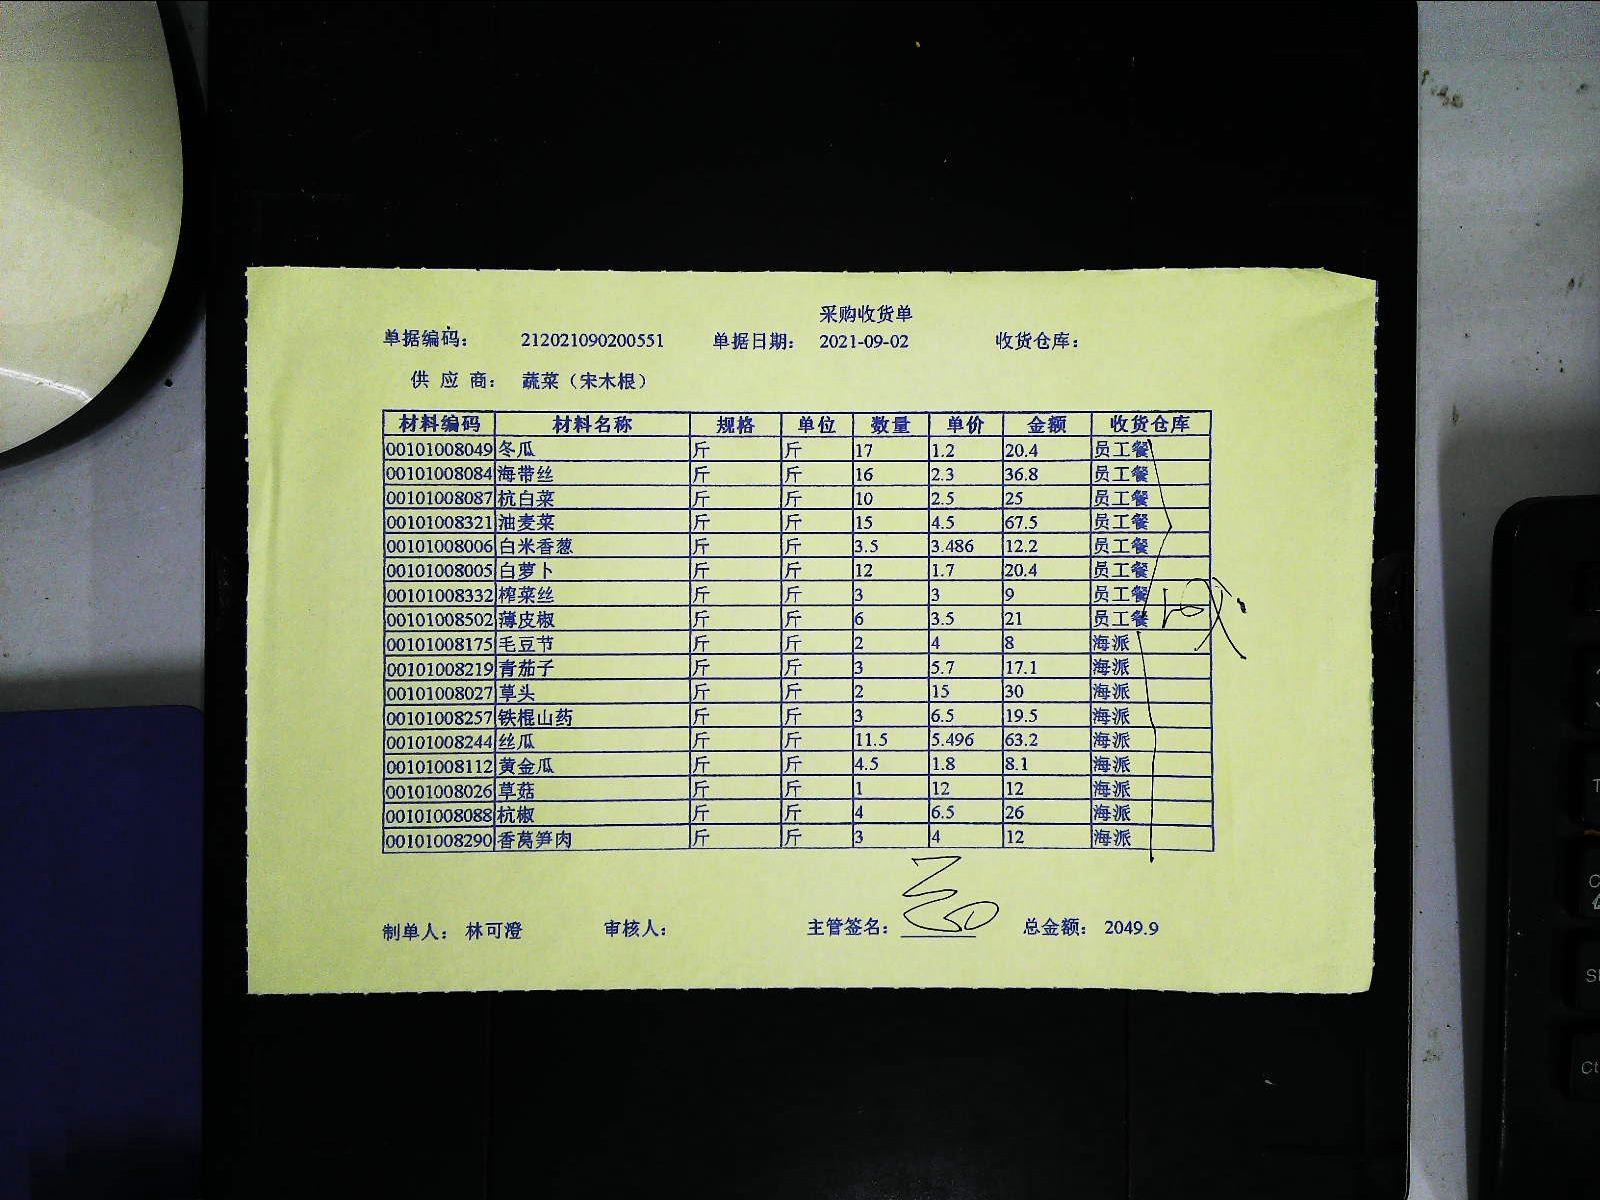 采购收货单
单据编码： 212021090200551 单据日期： 2021-09-02 收货仓库：
供 应 商： 蔬菜（宋木根）
材料编码 材料名称 规格 单位 数量 单价 金额 收货仓库
00101008049 冬瓜 斤 斤 17 1.2 20.4 员工餐
00101008084 海带丝 斤 斤 16 2.3 36.8 员工餐
00101008087 杭白菜 斤 斤 10 2.5 25 员工餐
00101008321 油麦菜 斤 斤 15 4.5 67.5 员工餐
00101008006 白米香葱 斤 斤 3.5 3.486 12.2 员工餐
00101008005 白萝卜 斤 斤 12 1.7 20.4 员工餐
00101008332 榨菜丝 斤 斤 3 3 9 员工餐
00101008502 薄皮椒 斤 斤 6 3.5 21 员工餐
00101008175 毛豆节 斤 斤 2 4 8 海派
00101008219 青茄子 斤 斤 3 5.7 17.1 海派
00101008027 草头 斤 斤 2 15 30 海派
00101008257 铁棍山药 斤 斤 3 6.5 19.5 海派
00101008244 丝瓜 斤 斤 11.5 5.496 63.2 海派
00101008112 黄金瓜 斤 斤 4.5 1.8 8.1 海派
00101008026 草菇 斤 斤 1 12 12 海派
00101008088 杭椒 斤 斤 4 6.5 26 海派
00101008290 香莴笋肉 斤 斤 3 4 12 海派
制单人： 林可澄 审核人： 主管签名： 总金额： 2049.9